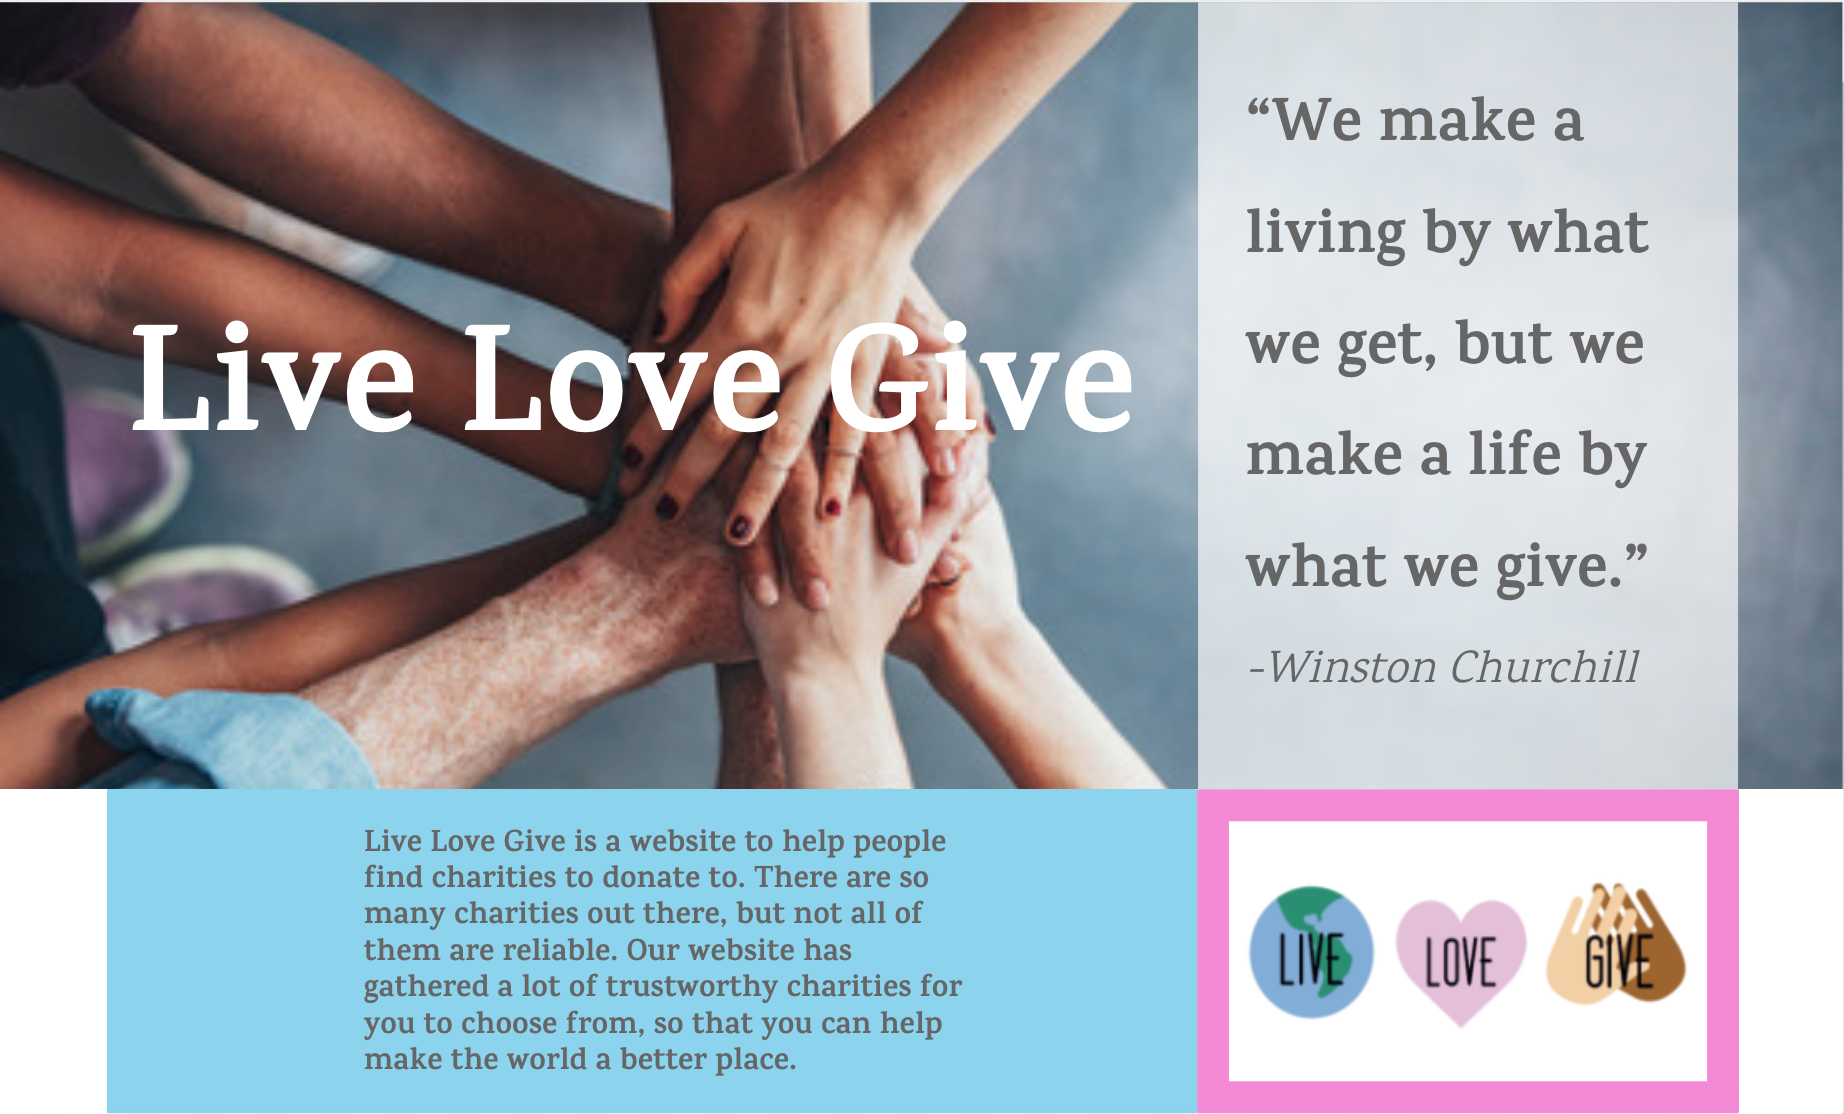 Live Love Give
“We make a
living by what
we get, but we
make a life by
what we give.”
-Winston Churchill
Live Love Give is a website to help people
find charities to donate to. There are so
many charities out there, but not all of
them are reliable. Our website has
gathered a lot of trustworthy charities for
you to choose from, so that you can help
make the world a better place.
LIVE LOVE GIVE